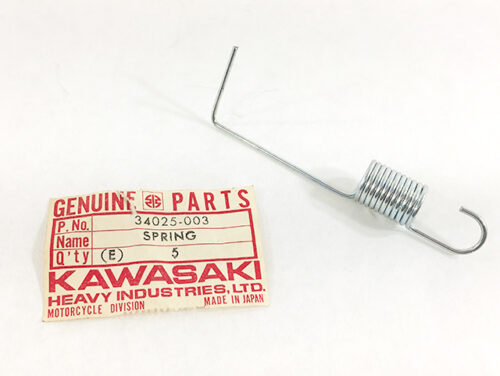 GENUINE PARTS
P. No. 34025-003
Name SPRING
Q'ty (E) 5
KAWASAKI
HEAVY INDUSTRIES, LTD.
MOTORCYCLE DIVISION MADE IN JAPAN